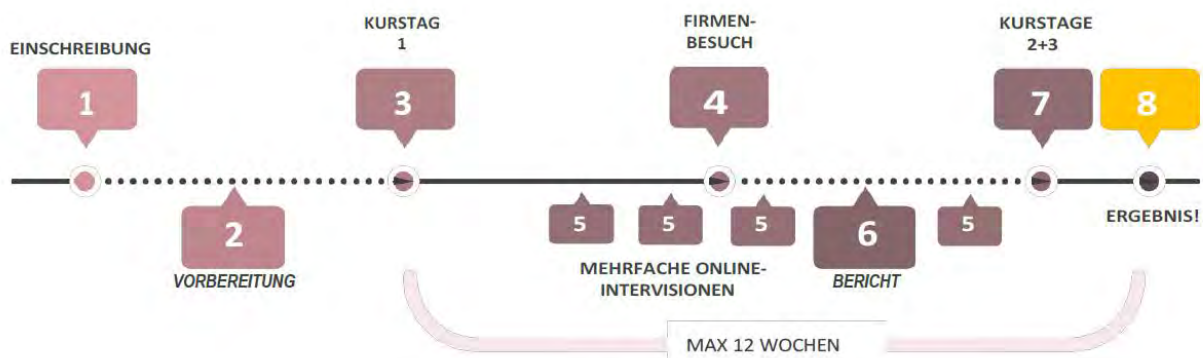 EINSCHREIBUNG
1
2
VORBEREITUNG
KURSTAG
1
3
FIRMEN-
BESUCH
4
5
5
5
5
MEHRFACHE ONLINE-
INTERVISIONEN
6
BERICHT
KURSTAGE
2+3
7
8
ERGEBNIS!
MAX 12 WOCHEN